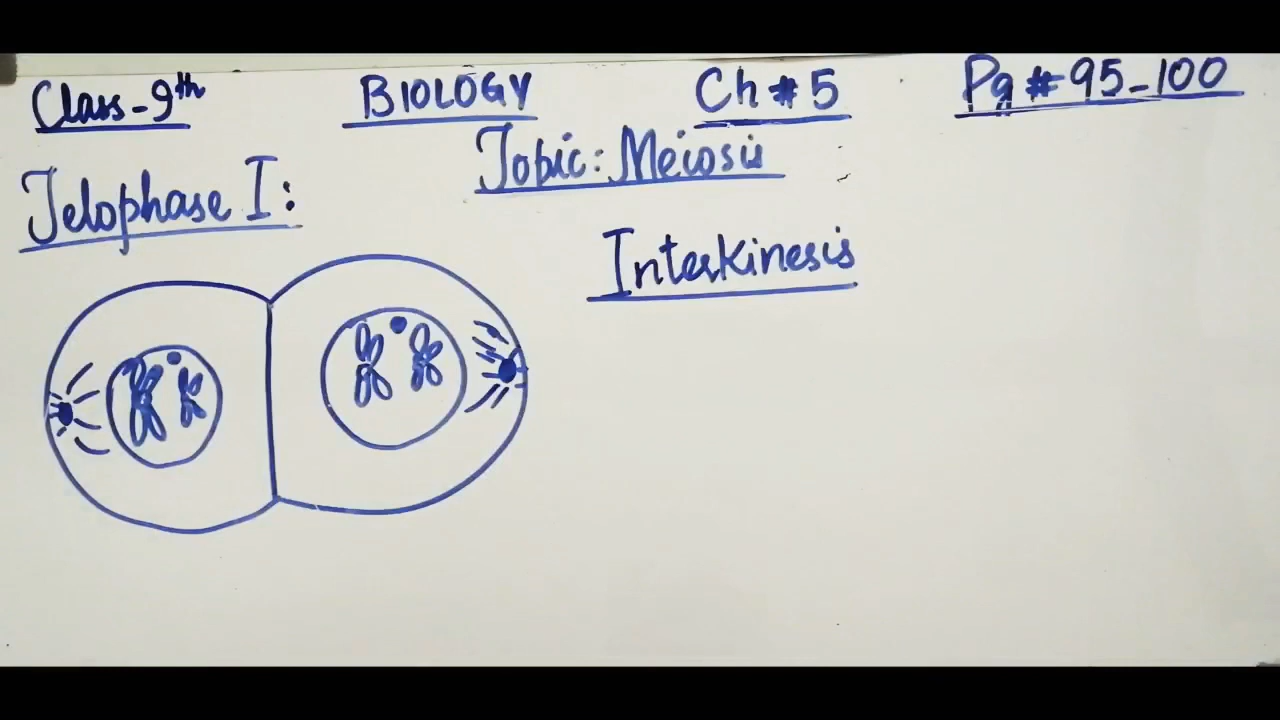 Class-9th BIOLOGY Ch # 5 Pg # 95-100
Topic: Meiosis
Telophase I:
Interkinesis